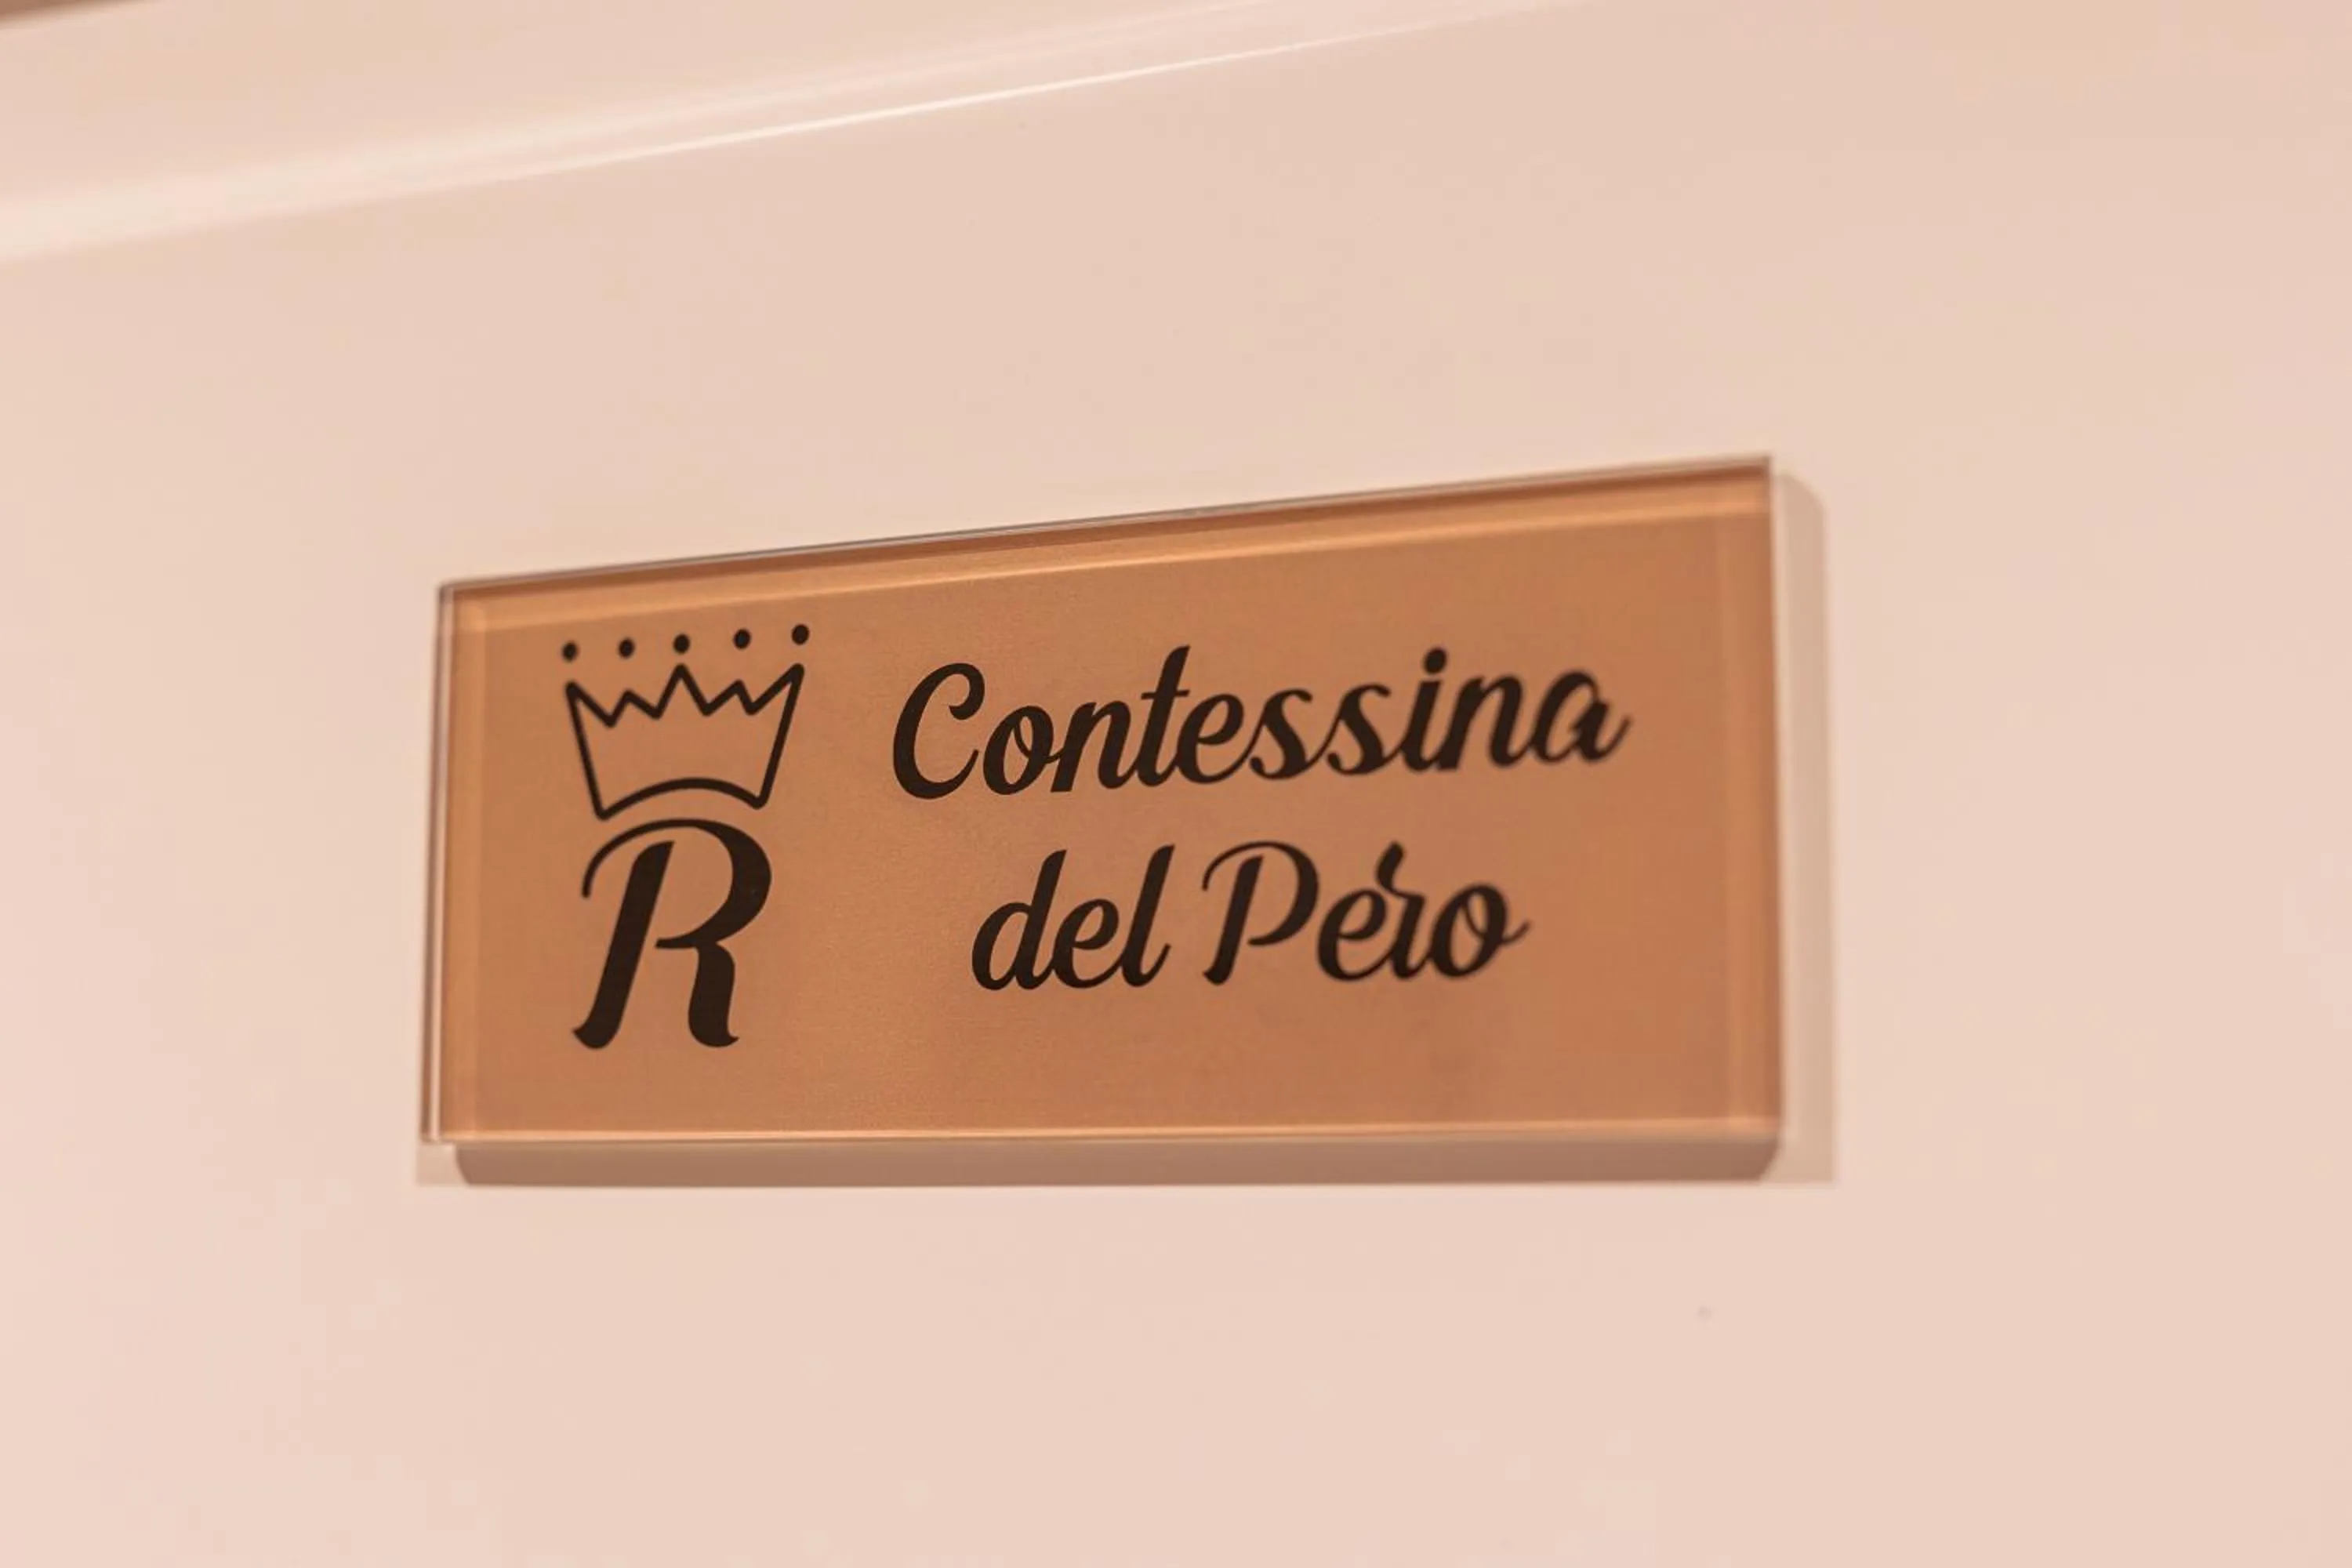 R
Contessina
del Pero